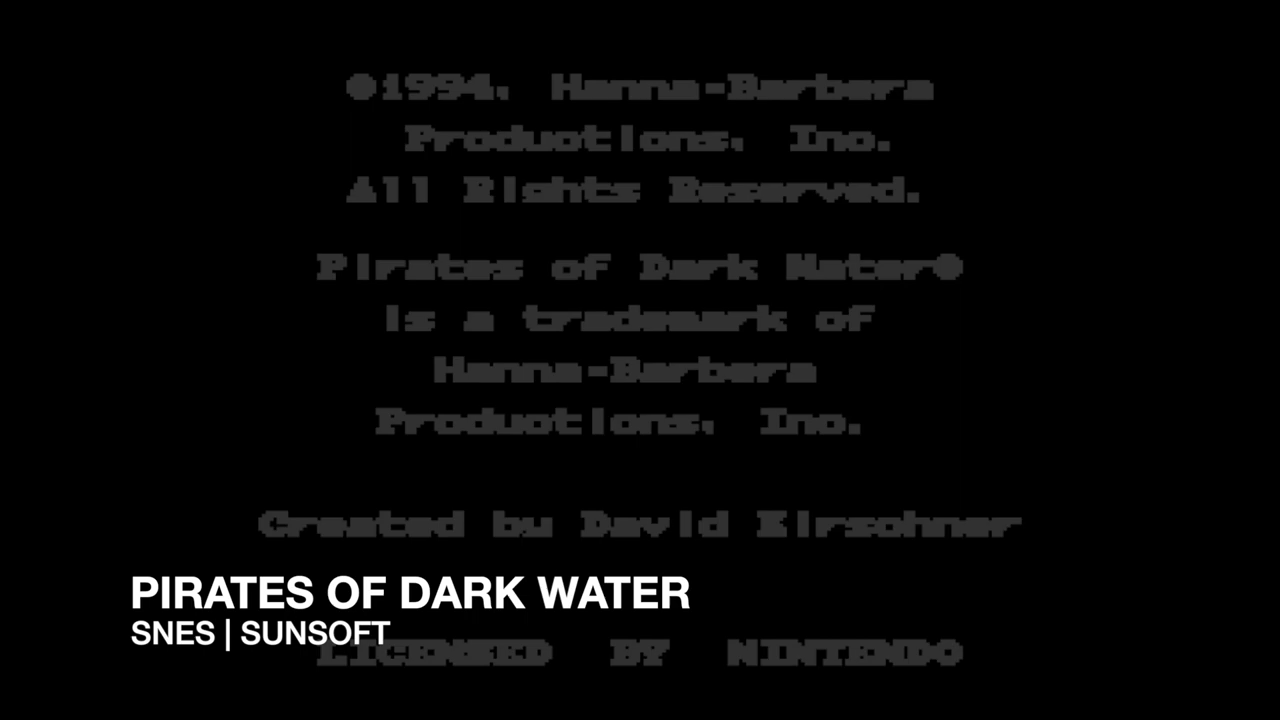 ©1994, Hanna-Barbera
Productions, Inc.
All Rights Reserved.
Pirates of Dark Water®
is a trademark of
Hanna-Barbera
Productions, Inc.
Created by David Kirschner
PIRATES OF DARK WATER
SNES | SUNSOFT
LICENSED BY NINTENDO